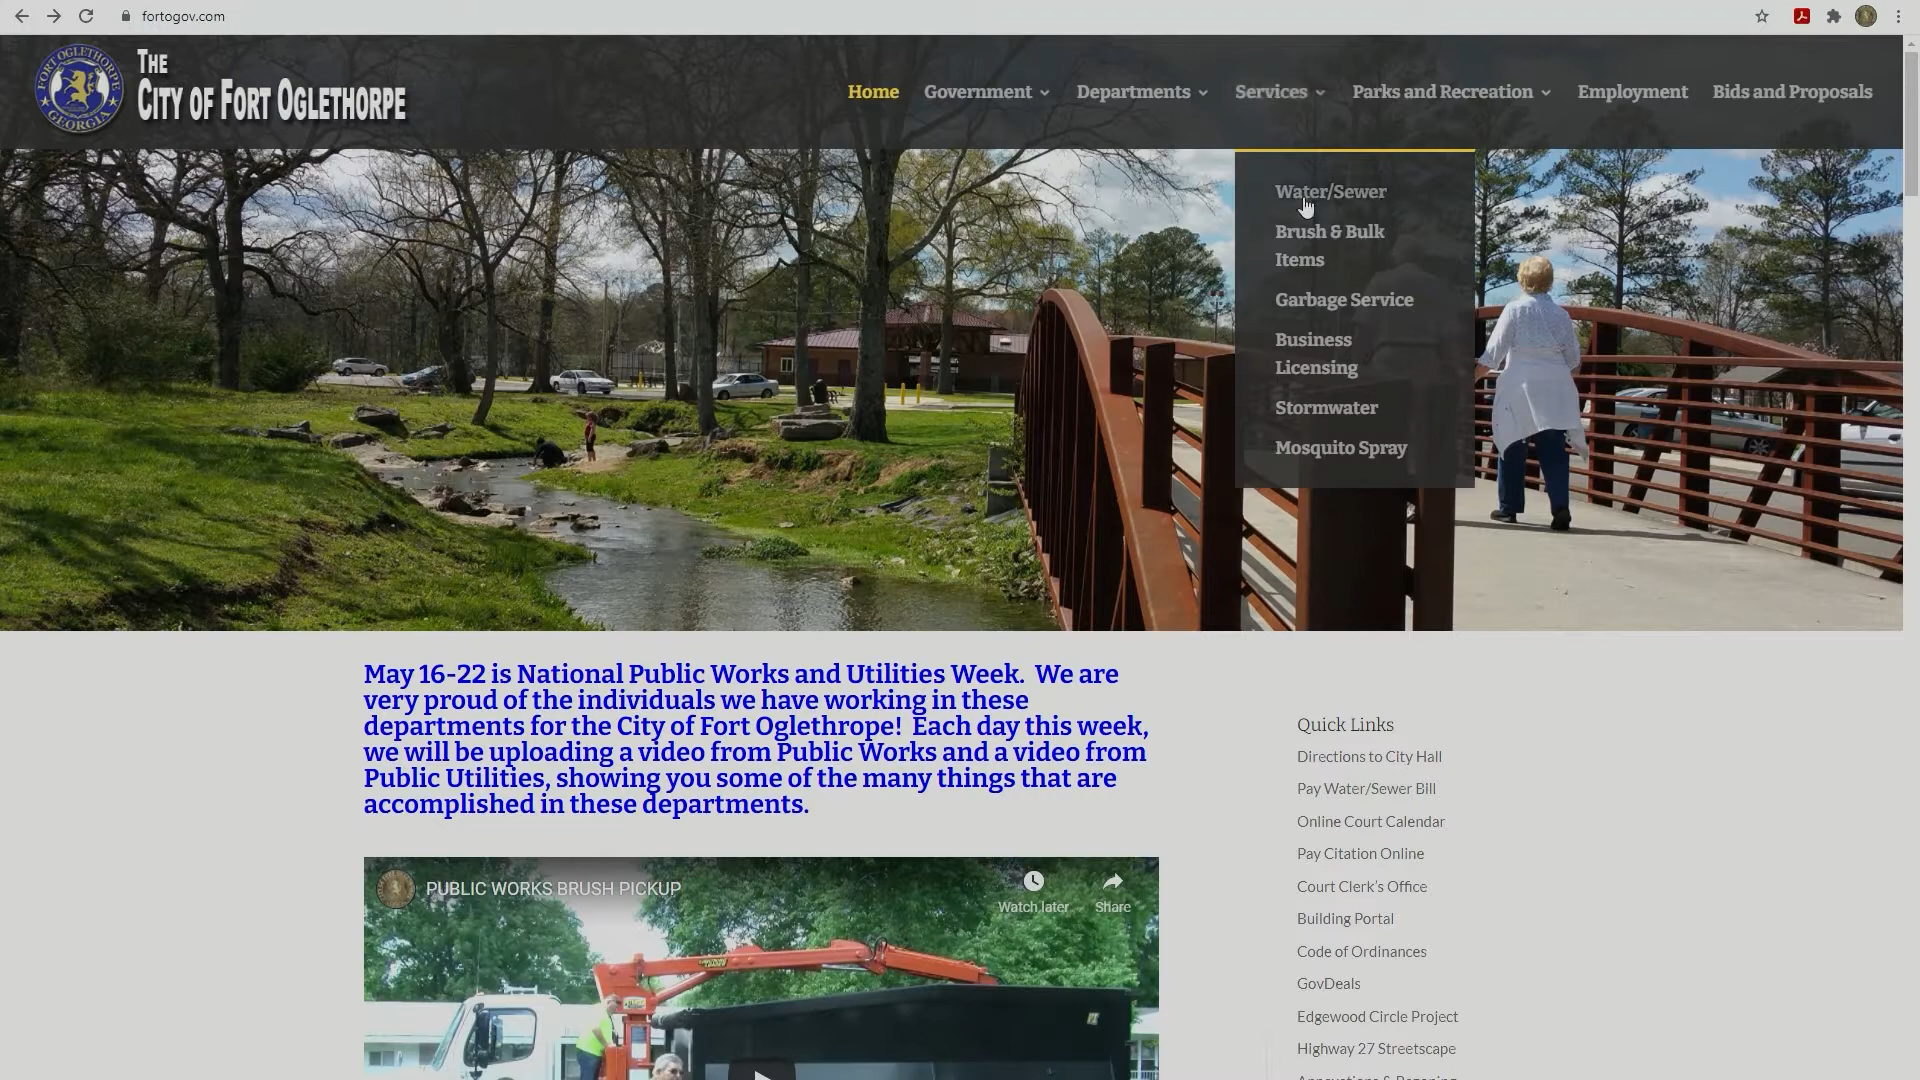 fortogov.com
FORT OGLETHORPE
GEORGIA
THE
CITY OF FORT OGLETHORPE
Home Government Departments Services Parks and Recreation Employment Bids and Proposals
Water/Sewer
Brush & Bulk
Items
Garbage Service
Business
Licensing
Stormwater
Mosquito Spray
May 16-22 is National Public Works and Utilities Week.  We are
very proud of the individuals we have working in these
departments for the City of Fort Oglethrope!  Each day this week,
we will be uploading a video from Public Works and a video from
Public Utilities, showing you some of the many things that are
accomplished in these departments.
PUBLIC WORKS BRUSH PICKUP
Watch later Share
Quick Links
Directions to City Hall
Pay Water/Sewer Bill
Online Court Calendar
Pay Citation Online
Court Clerk's Office
Building Portal
Code of Ordinances
GovDeals
Edgewood Circle Project
Highway 27 Streetscape